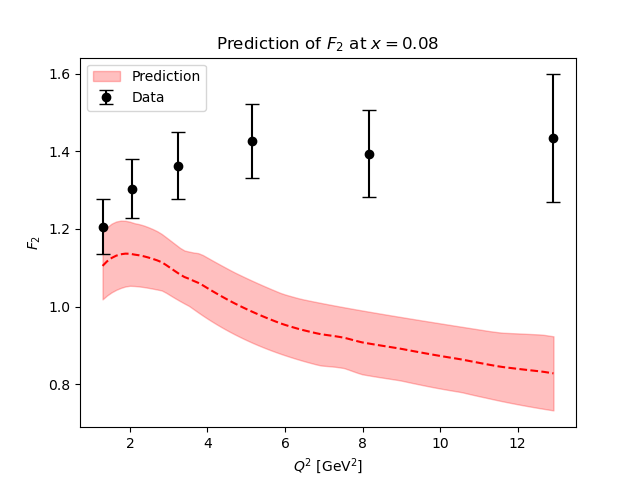 Prediction of F₂ at x = 0.08
Prediction
Data
1.6
1.4
1.2
1.0
0.8
F₂
2 4 6 8 10 12
Q² [GeV²]